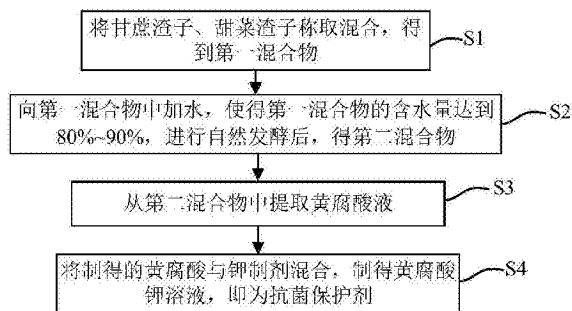 将甘蔗渣子、甜菜渣子称取混合，得
到第一混合物
S1
向第一混合物中加水，使得第一混合物的含水量达到
80%~90%，进行自然发酵后，得第二混合物
S2
从第二混合物中提取黄腐酸液
S3
将制得的黄腐酸与钾制剂混合，制得黄腐酸
钾溶液，即为抗菌保护剂
S4